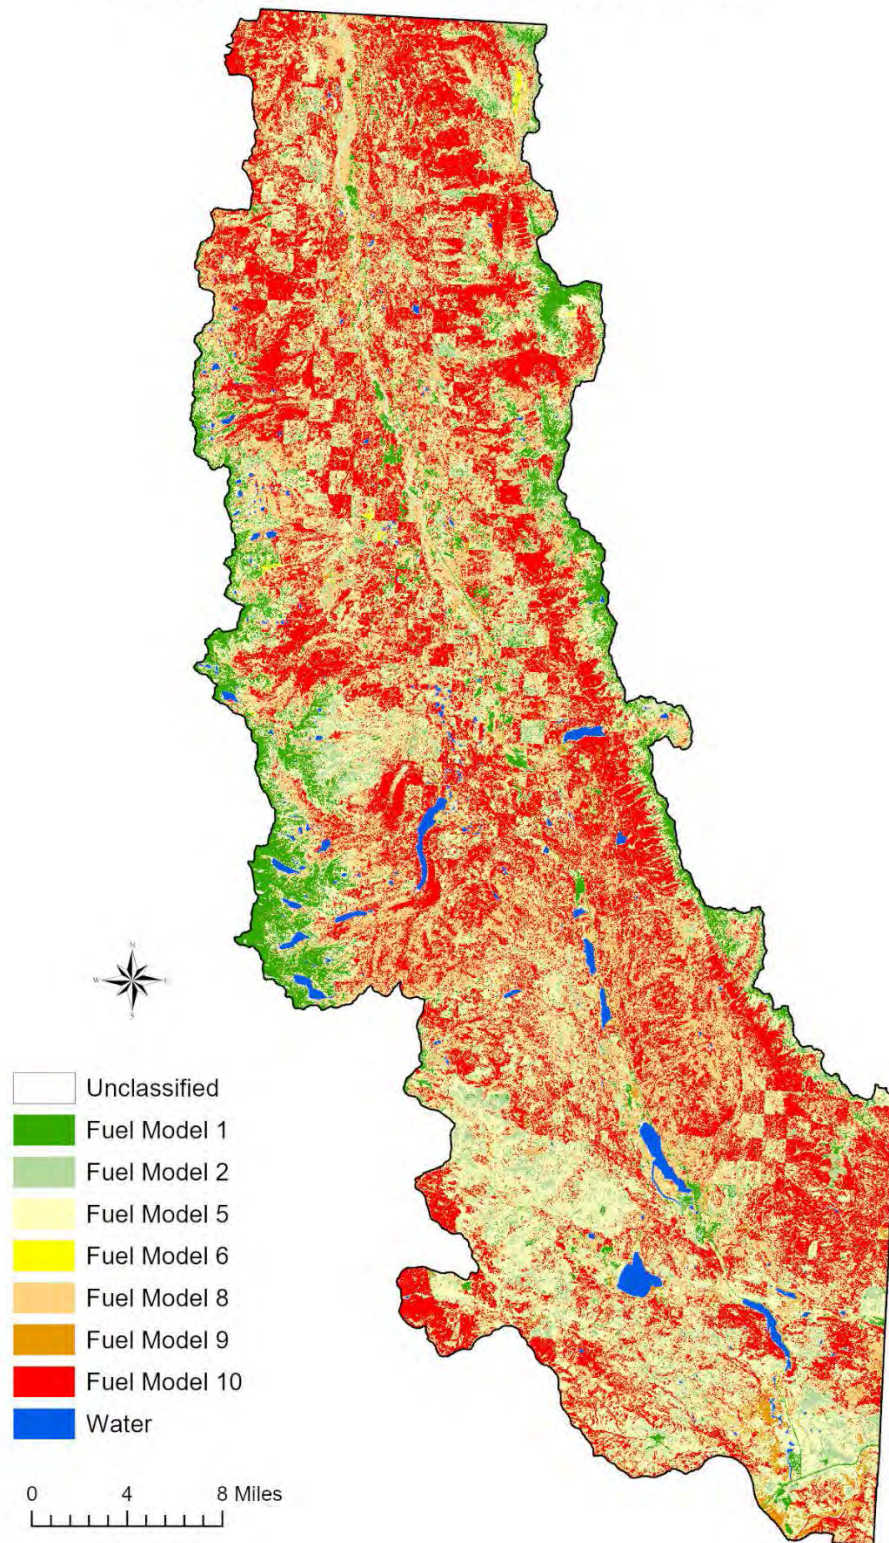 N
W
E
S
Unclassified
Fuel Model 1
Fuel Model 2
Fuel Model 5
Fuel Model 6
Fuel Model 8
Fuel Model 9
Fuel Model 10
Water
0 4 8 Miles